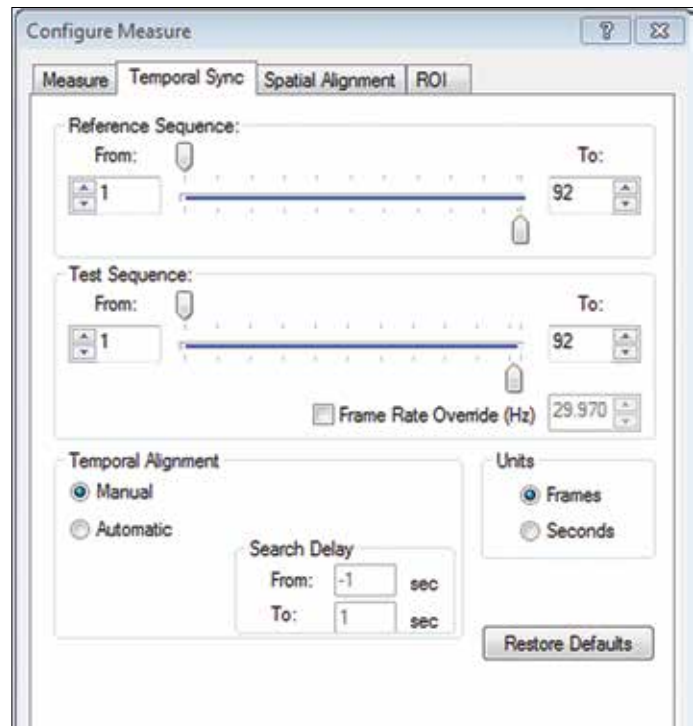 Configure Measure
Measure Temporal Sync Spatial Alignment ROI
Reference Sequence:
From: To:
1 92
Test Sequence:
From: To:
1 92
Frame Rate Override (Hz) 29.970
Temporal Alignment
Manual
Automatic
Search Delay
From: -1 sec
To: 1 sec
Units
Frames
Seconds
Restore Defaults